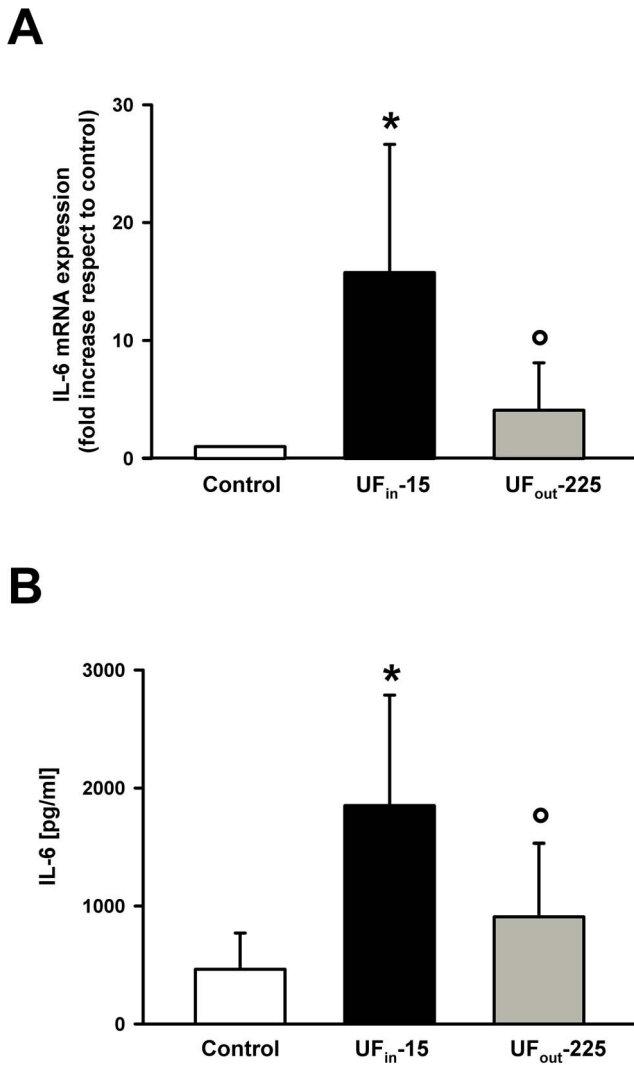 A
IL-6 mRNA expression
(fold increase respect to control)
30
20
10
0
*
Control
UFin-15
UFout-225
B
IL-6 [pg/ml]
3000
2000
1000
0
*
Control
UFin-15
UFout-225